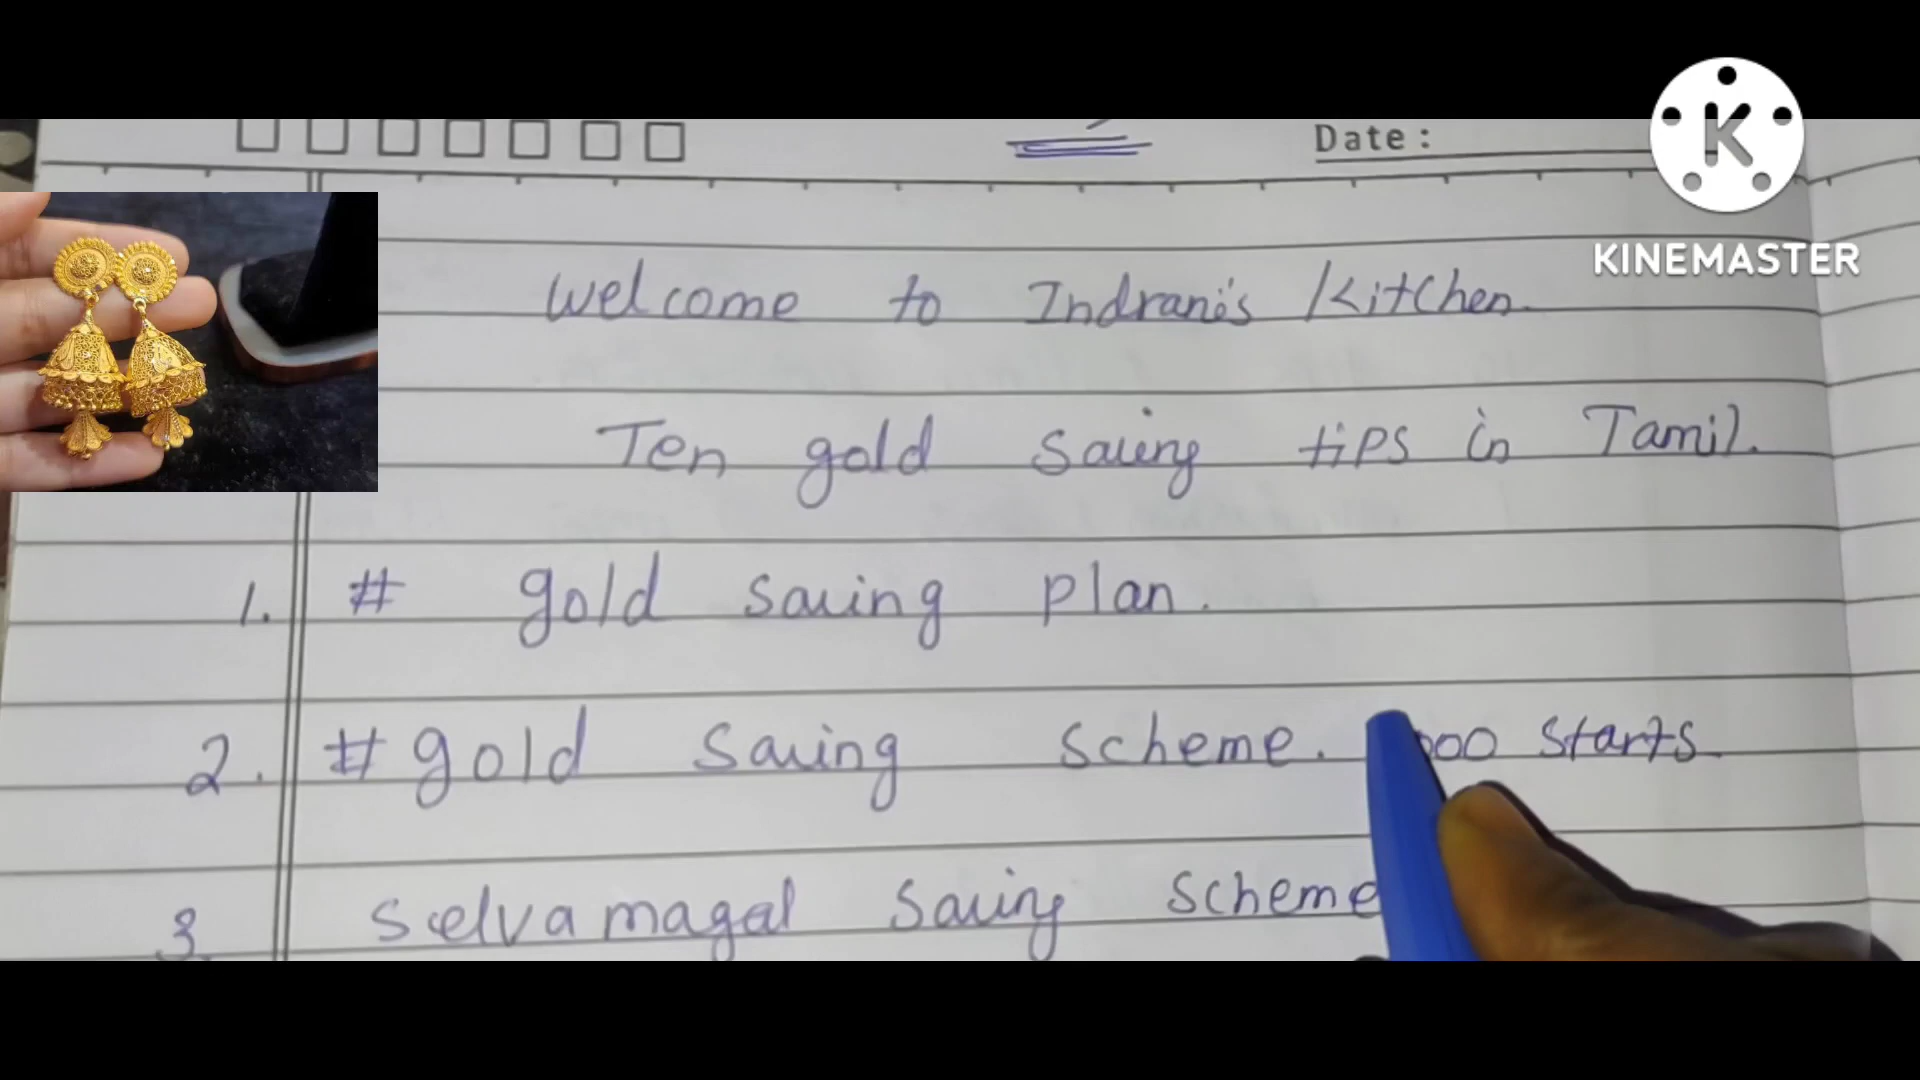 Date :
KINEMASTER
Welcome to Indrani's Kitchen.
Ten gold saving tips in Tamil.
1. # gold saving plan.
2. # gold saving scheme. 000 starts.
3. selvamagal saving scheme